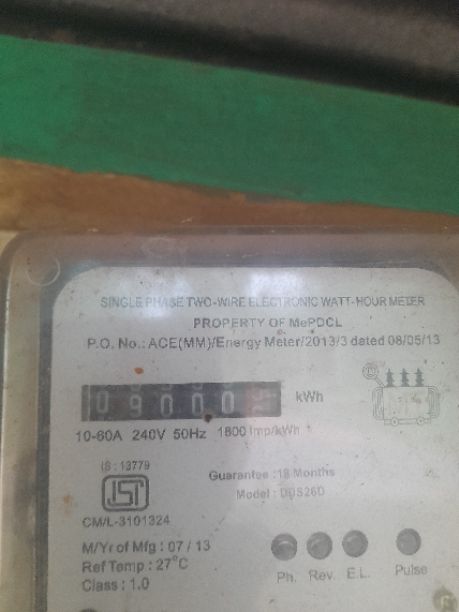 SINGLE PHASE TWO-WIRE ELECTRONIC WATT-HOUR METER
PROPERTY OF MePDCL
P.O. No.: ACE(MM)/Energy Meter/2013/3 dated 08/05/13
09000 kWh
10-60A 240V 50Hz 1800 Imp/kWh
IS : 13779
ISI
CM/L-3101324
Guarantee : 18 Months
Model : DDS26D
M/Yr of Mfg : 07 / 13
Ref Temp : 27°C
Class : 1.0
Ph. Rev. E.L. Pulse